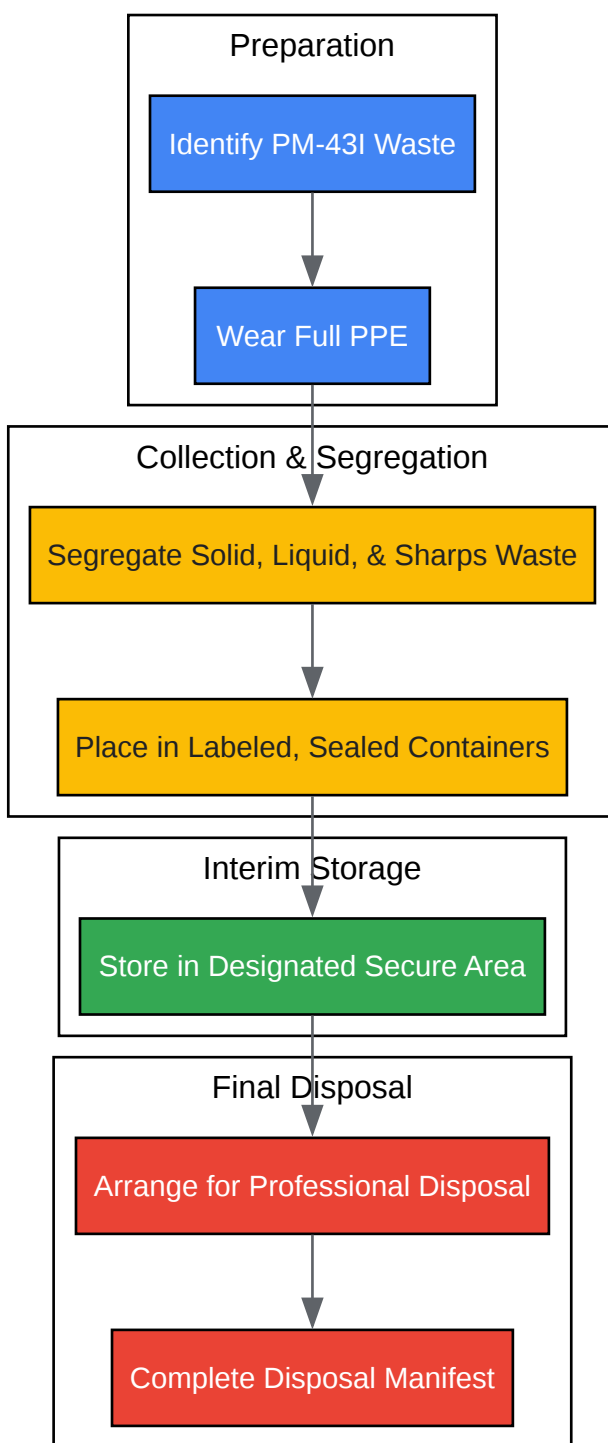 Preparation
Identify PM-43I Waste
Wear Full PPE
Collection & Segregation
Segregate Solid, Liquid, & Sharps Waste
Place in Labeled, Sealed Containers
Interim Storage
Store in Designated Secure Area
Final Disposal
Arrange for Professional Disposal
Complete Disposal Manifest